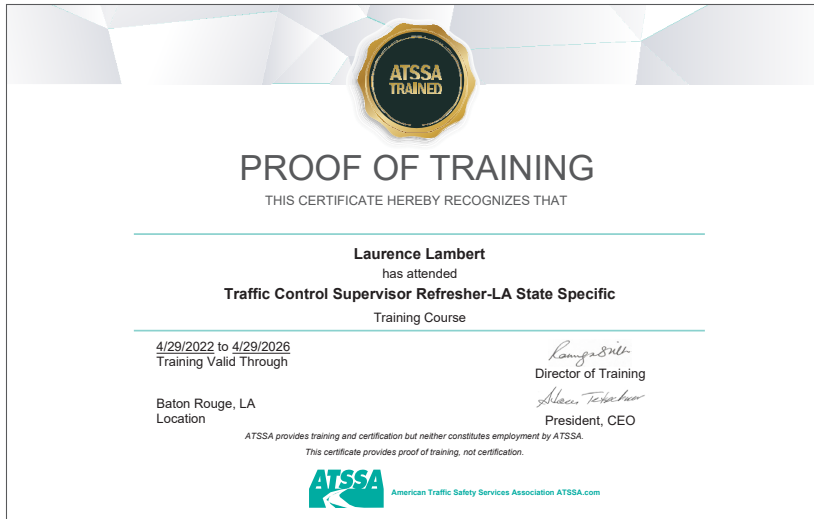 ATSSA
TRAINED
PROOF OF TRAINING
THIS CERTIFICATE HEREBY RECOGNIZES THAT
Laurence Lambert
has attended
Traffic Control Supervisor Refresher-LA State Specific
Training Course
4/29/2022 to 4/29/2026
Training Valid Through
Director of Training
Baton Rouge, LA
Location
President, CEO
ATSSA provides training and certification but neither constitutes employment by ATSSA.
This certificate provides proof of training, not certification.
ATSSA
American Traffic Safety Services Association ATSSA.com